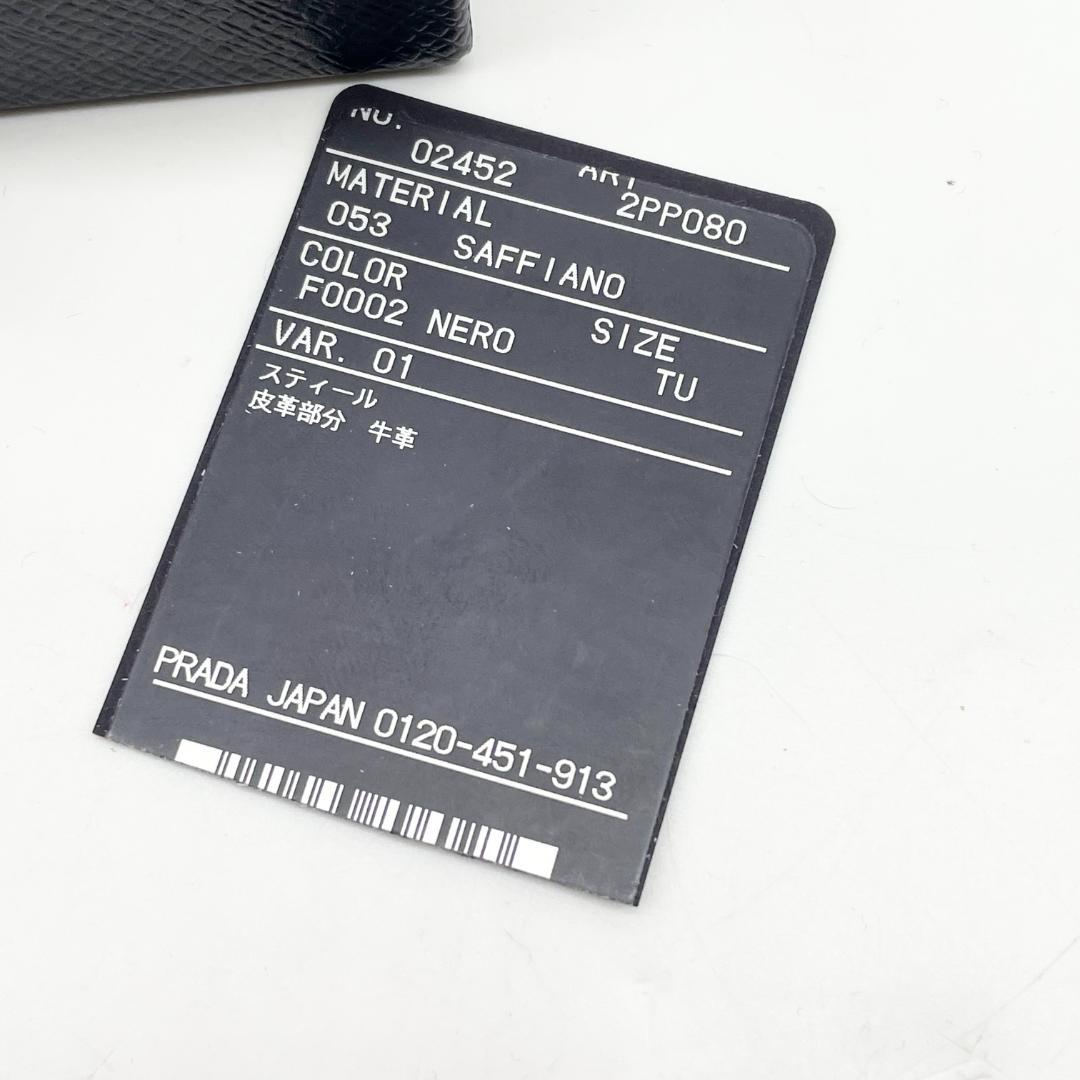 NO. ART
02452 2PP080
MATERIAL
053 SAFFIANO
COLOR SIZE
F0002 NERO TU
VAR. 01
スティール
皮革部分 牛革
PRADA JAPAN 0120-451-913